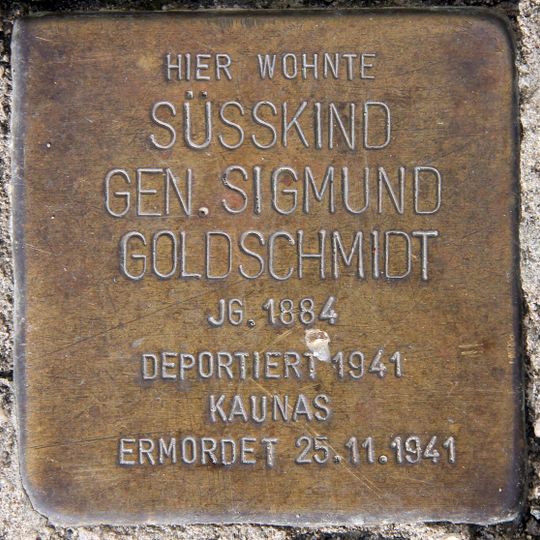 HIER WOHNTE
SÜSSKIND
GEN. SIGMUND
GOLDSCHMIDT
JG. 1884
DEPORTIERT 1941
KAUNAS
ERMORDET 25.11.1941